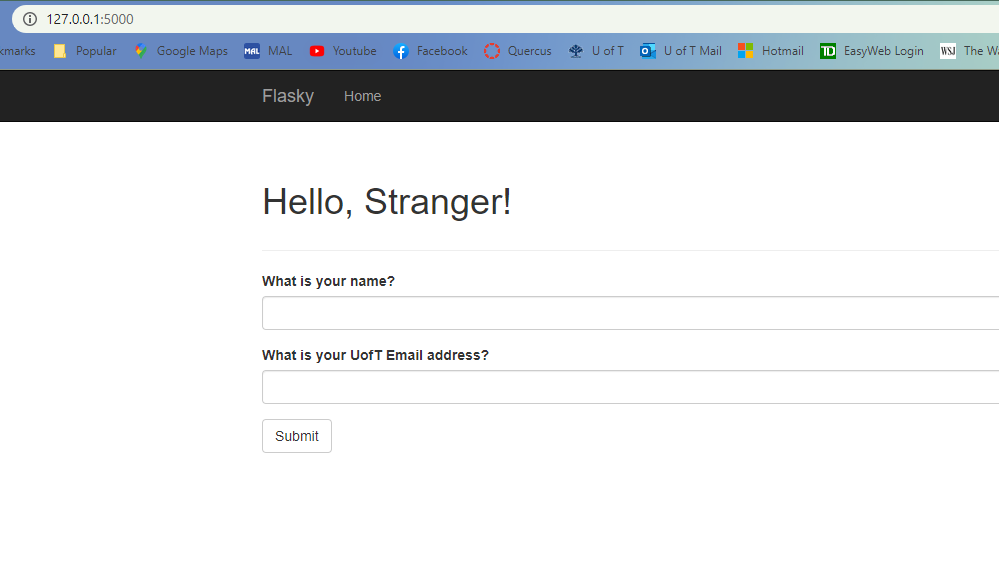 127.0.0.1:5000
kmarks Popular Google Maps MAL MAL Youtube Facebook Quercus U of T U of T Mail Hotmail TD EasyWeb Login WSJ The Wa
Flasky Home
Hello, Stranger!
What is your name?
What is your UofT Email address?
Submit